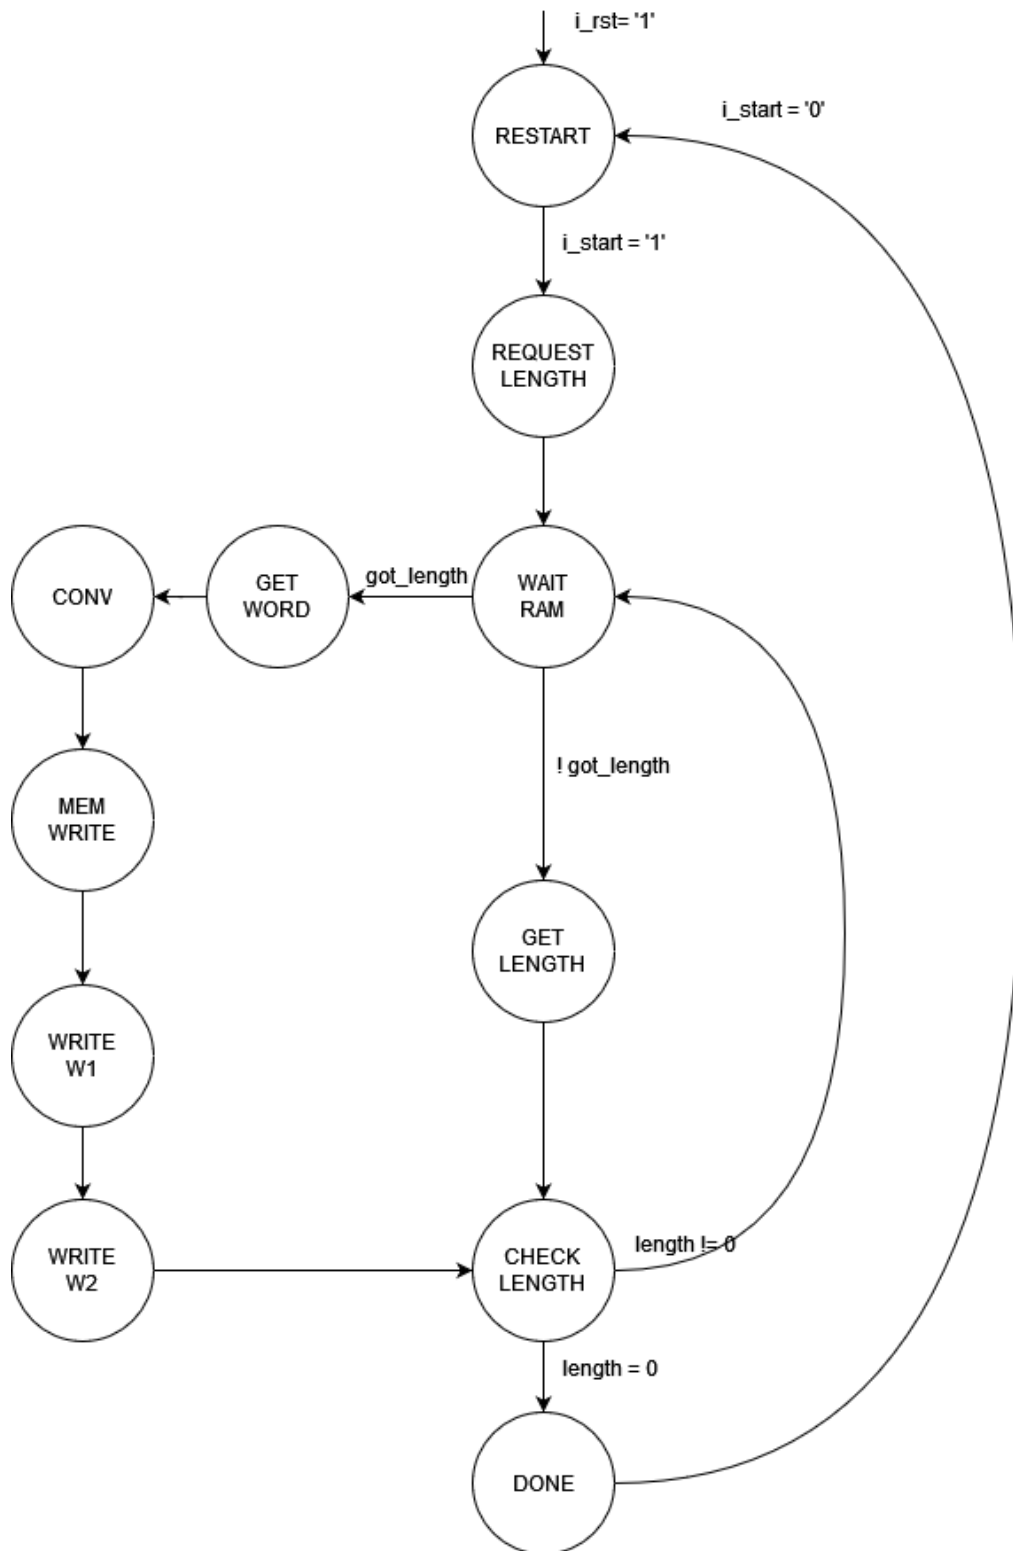 i_rst= '1'
RESTART
i_start = '0'
i_start = '1'
REQUEST
LENGTH
WAIT
RAM
got_length
GET
WORD
CONV
! got_length
MEM
WRITE
GET
LENGTH
WRITE
W1
WRITE
W2
CHECK
LENGTH
length != 0
length = 0
DONE